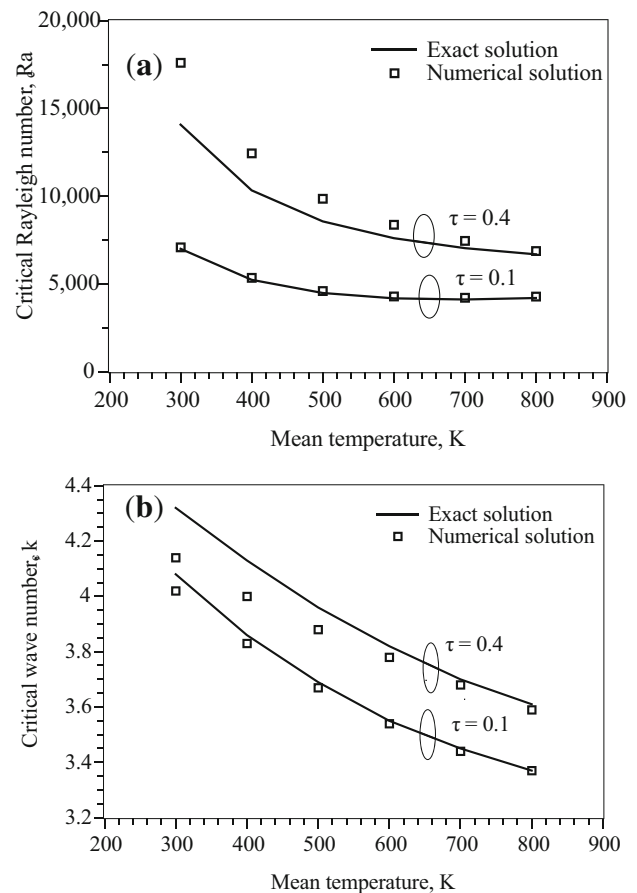 20,000
(a)
Exact solution
Numerical solution
15,000
10,000
5,000
0
τ = 0.4
τ = 0.1
Critical Rayleigh number, Ra
200 300 400 500 600 700 800 900
Mean temperature, K
4.4
(b)
Exact solution
Numerical solution
4.2
4
3.8
3.6
3.4
3.2
τ = 0.4
τ = 0.1
Critical wave number, k
200 300 400 500 600 700 800 900
Mean temperature, K